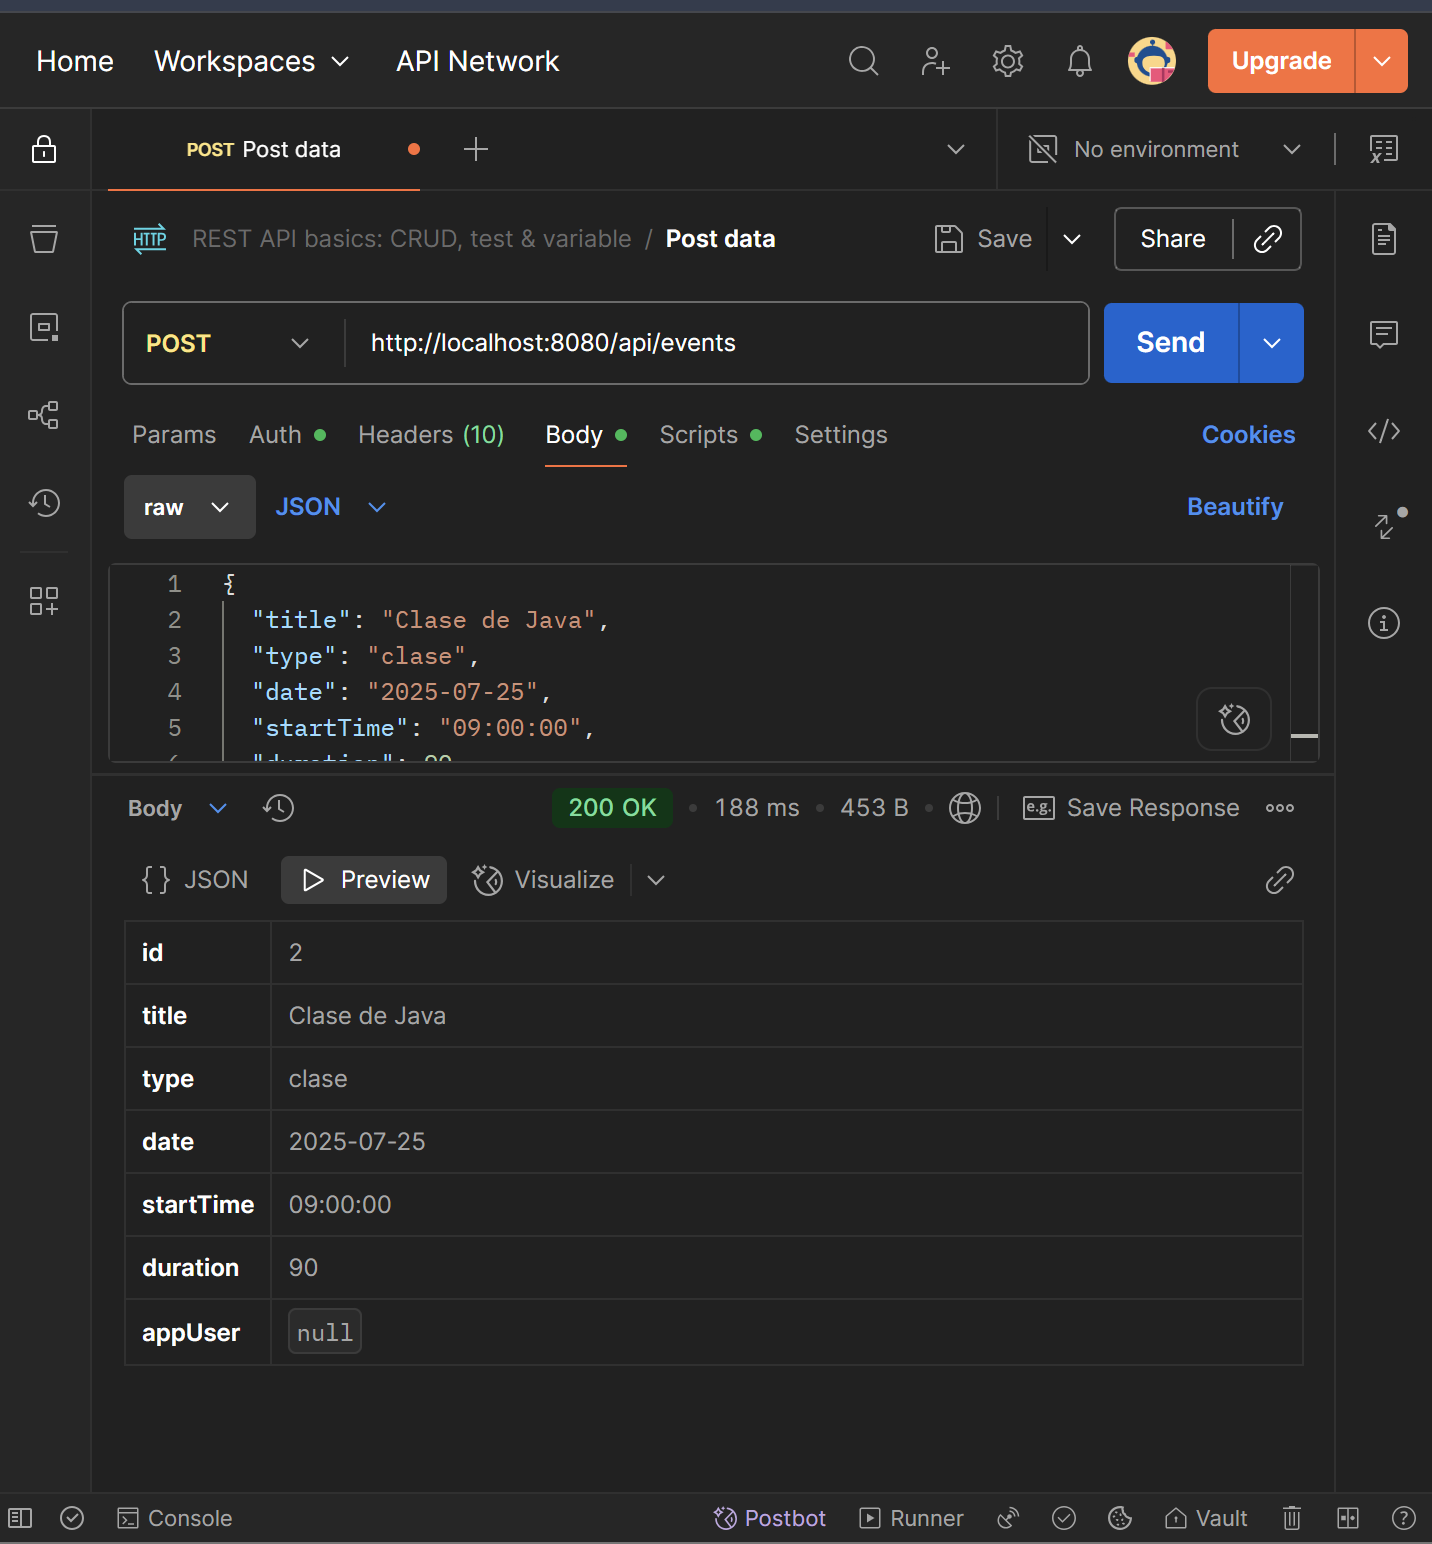 Home Workspaces API Network Upgrade
POST Post data No environment
HTTP REST API basics: CRUD, test & variable / Post data Save Share
POST http://localhost:8080/api/events Send
Params Auth Headers (10) Body Scripts Settings Cookies
raw JSON Beautify
1 {
2 "title": "Clase de Java",
3 "type": "clase",
4 "date": "2025-07-25",
5 "startTime": "09:00:00",
Body 200 OK • 188 ms • 453 B • e.g. Save Response
{} JSON Preview Visualize
id 2
title Clase de Java
type clase
date 2025-07-25
startTime 09:00:00
duration 90
appUser null
Console Postbot Runner Vault